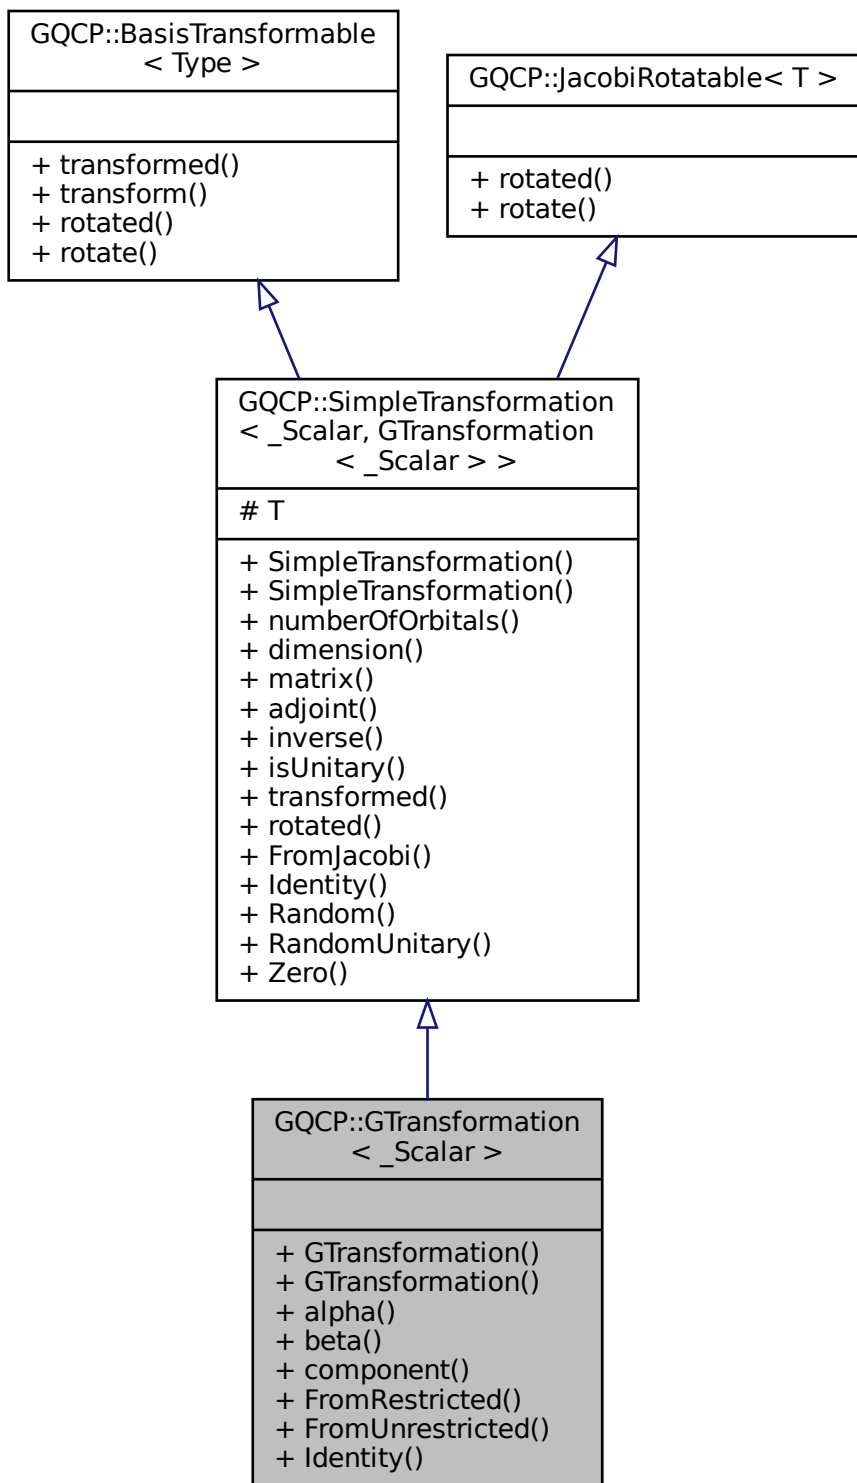 GQCP::BasisTransformable
< Type >
+ transformed()
+ transform()
+ rotated()
+ rotate()
GQCP::JacobiRotatable< T >
+ rotated()
+ rotate()
GQCP::SimpleTransformation
< _Scalar, GTransformation
< _Scalar > >
# T
+ SimpleTransformation()
+ SimpleTransformation()
+ numberOfOrbitals()
+ dimension()
+ matrix()
+ adjoint()
+ inverse()
+ isUnitary()
+ transformed()
+ rotated()
+ FromJacobi()
+ Identity()
+ Random()
+ RandomUnitary()
+ Zero()
GQCP::GTransformation
< _Scalar >
+ GTransformation()
+ GTransformation()
+ alpha()
+ beta()
+ component()
+ FromRestricted()
+ FromUnrestricted()
+ Identity()